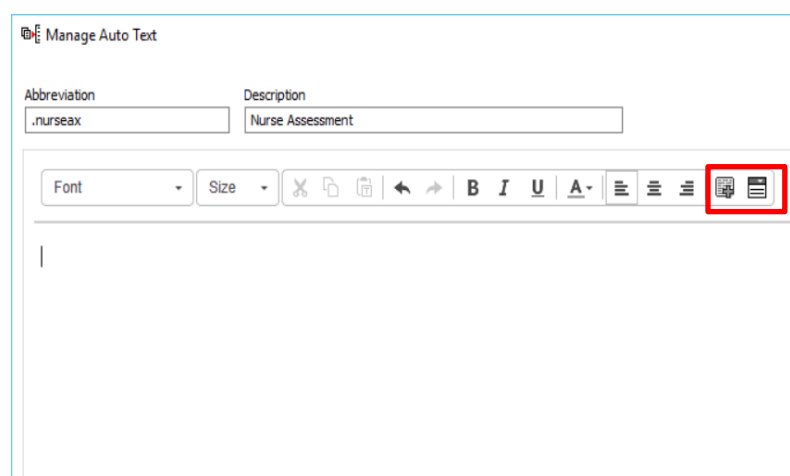 Manage Auto Text
Abbreviation Description
.nurseax Nurse Assessment
Font Size B I U A